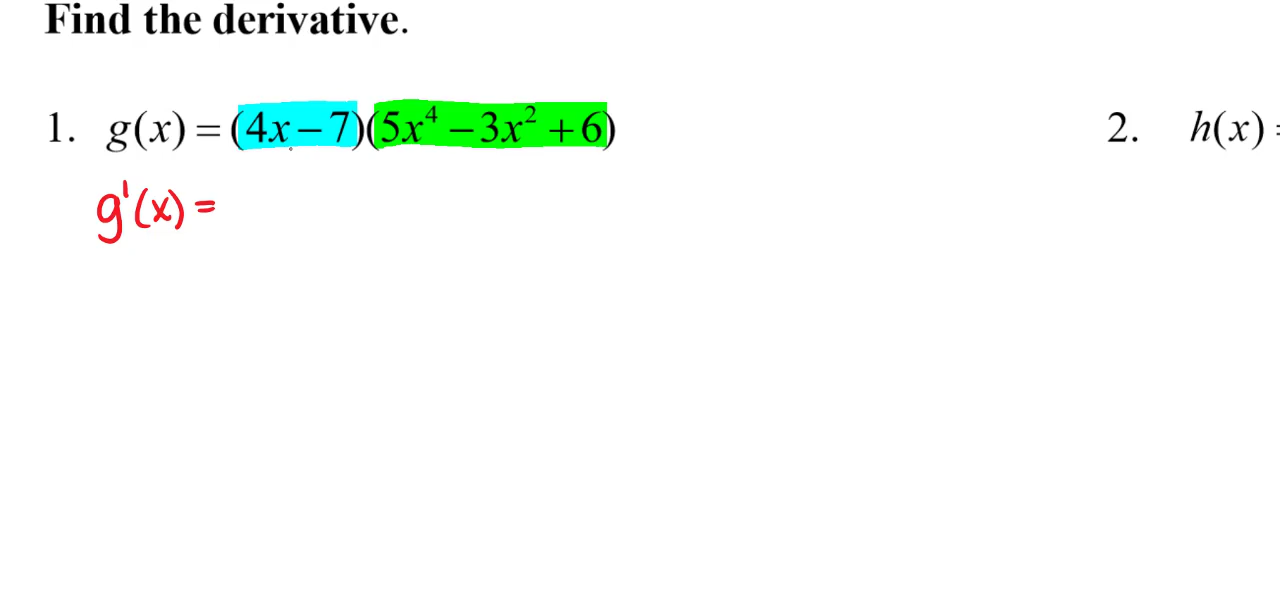 Find the derivative.
1. g(x) = (4x − 7)(5x⁴ − 3x² + 6)
2. h(x) =
g'(x) =